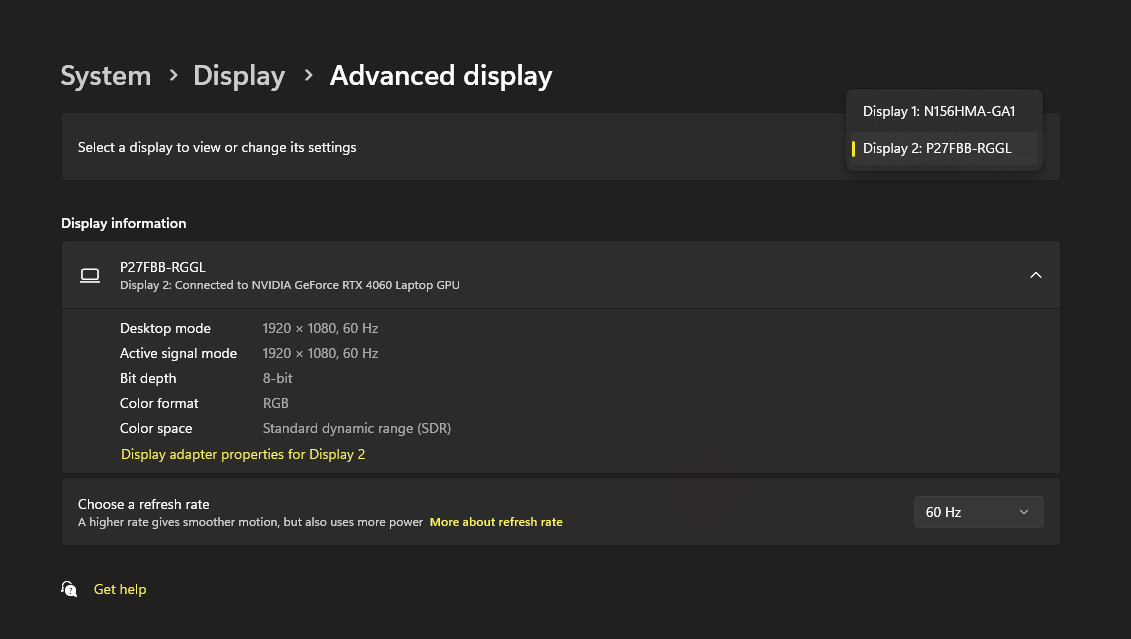 System > Display > Advanced display
Display 1: N156HMA-GA1
Select a display to view or change its settings
Display 2: P27FBB-RGGL
Display information
P27FBB-RGGL
Display 2: Connected to NVIDIA GeForce RTX 4060 Laptop GPU
Desktop mode 1920 × 1080, 60 Hz
Active signal mode 1920 × 1080, 60 Hz
Bit depth 8-bit
Color format RGB
Color space Standard dynamic range (SDR)
Display adapter properties for Display 2
Choose a refresh rate
A higher rate gives smoother motion, but also uses more power More about refresh rate
60 Hz
Get help